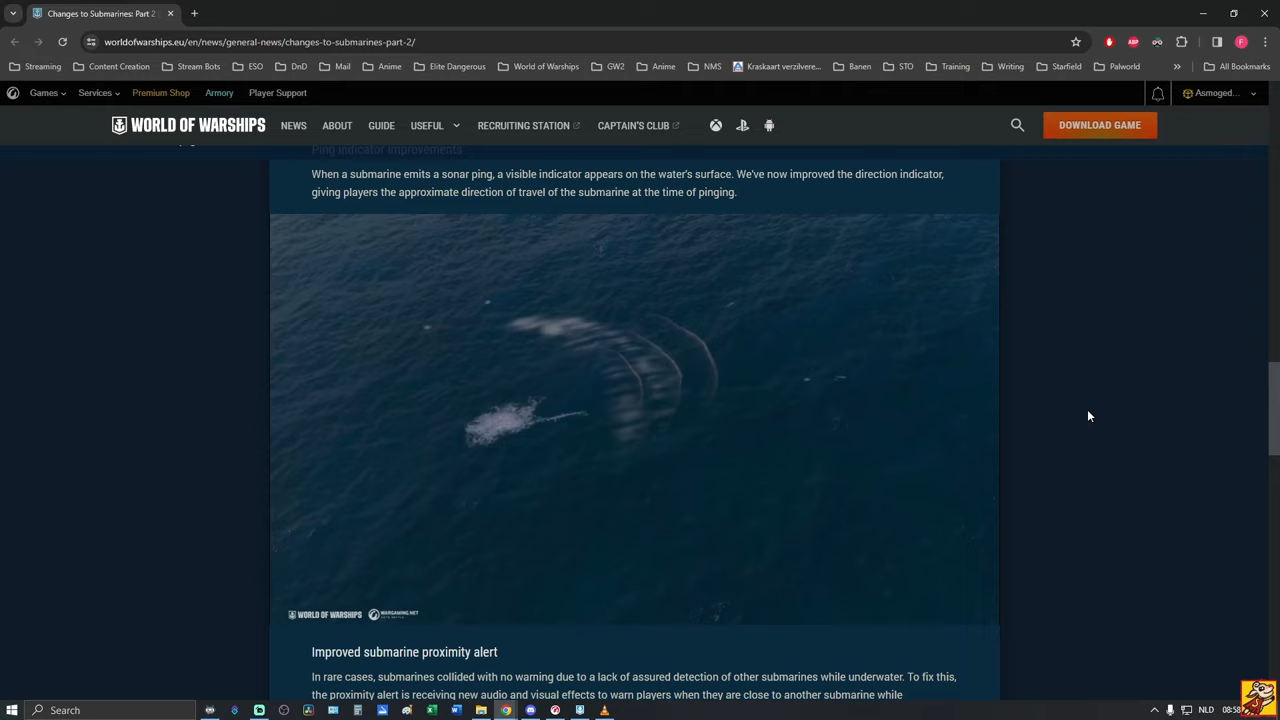 Changes to Submarines: Part 2
worldofwarships.eu/en/news/general-news/changes-to-submarines-part-2/
Streaming Content Creation Stream Bots ESO DnD Mail Anime Elite Dangerous World of Warships GW2 Anime NMS Kraskaart verzilvere... Banen STO Training Writing Starfield Palworld » All Bookmarks
Games Services Premium Shop Armory Player Support Asmoged...
WORLD OF WARSHIPS NEWS ABOUT GUIDE USEFUL RECRUITING STATION CAPTAIN'S CLUB DOWNLOAD GAME
Ping indicator improvements
When a submarine emits a sonar ping, a visible indicator appears on the water's surface. We've now improved the direction indicator,
giving players the approximate direction of travel of the submarine at the time of pinging.
WORLD OF WARSHIPS WARGAMING.NET
Improved submarine proximity alert
In rare cases, submarines collided with no warning due to a lack of assured detection of other submarines while underwater. To fix this,
the proximity alert is receiving new audio and visual effects to warn players when they are close to another submarine while
Search NLD 08:58